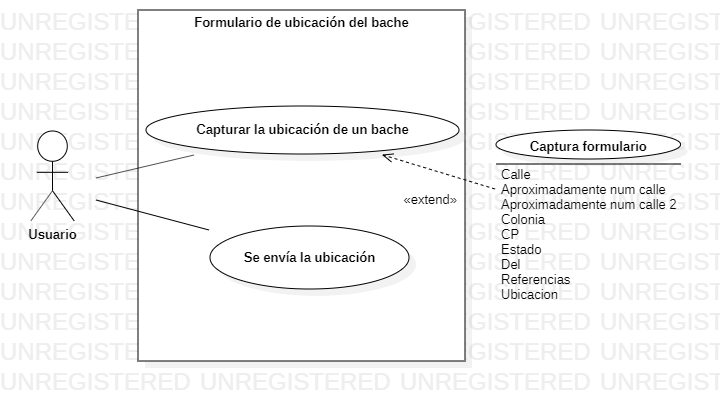 Formulario de ubicación del bache
Capturar la ubicación de un bache
Captura formulario
Calle
Aproximadamente num calle
Aproximadamente num calle 2
Colonia
CP
Estado
Del
Referencias
Ubicacion
«extend»
Usuario
Se envía la ubicación
UNREGISTERED UNREGISTERED UNREGISTERED UNREGISTERED